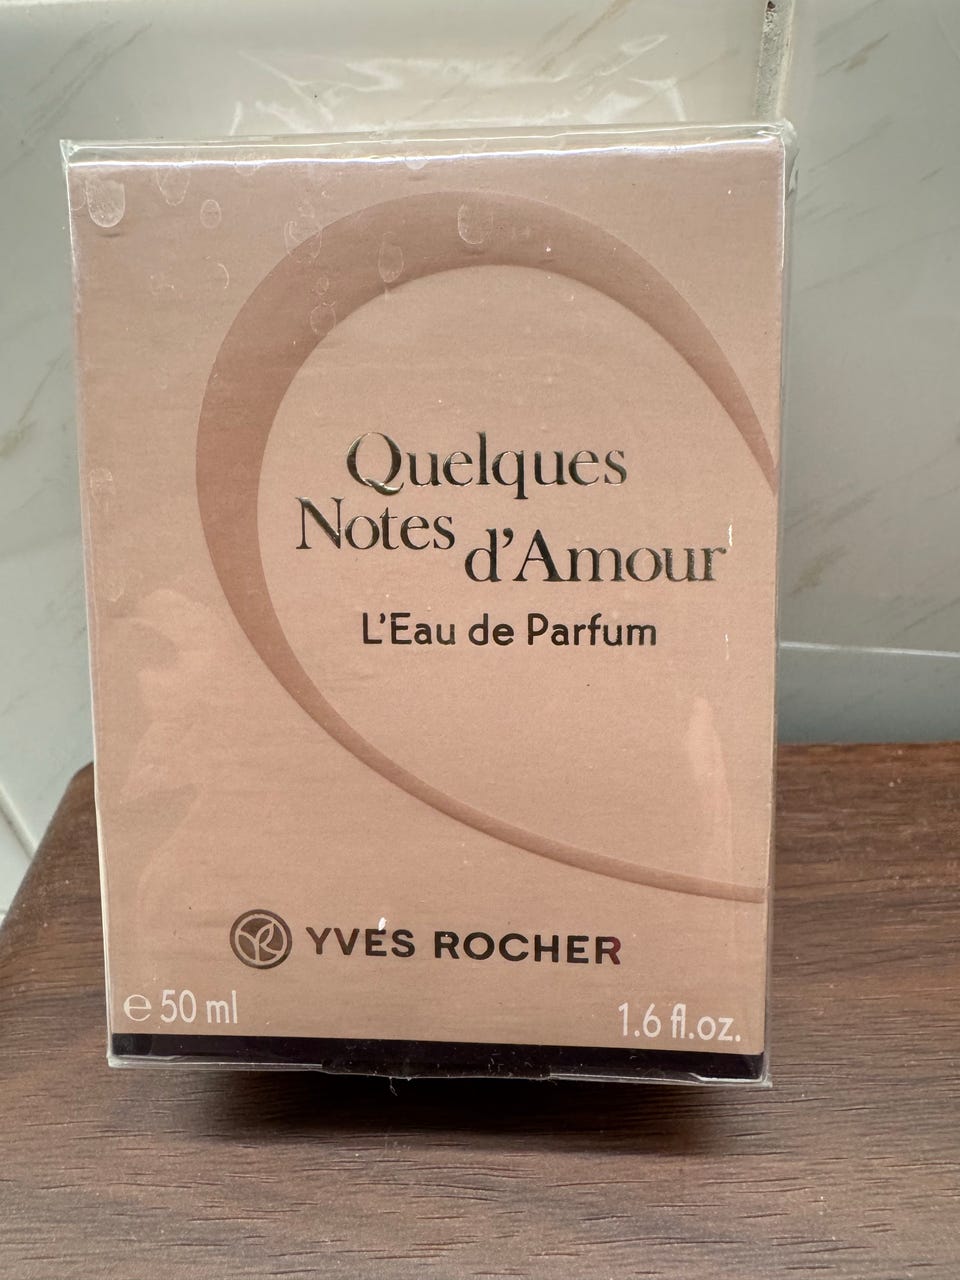 Quelques
Notes d'Amour
L'Eau de Parfum
YVES ROCHER
℮ 50 ml
1.6 fl.oz.